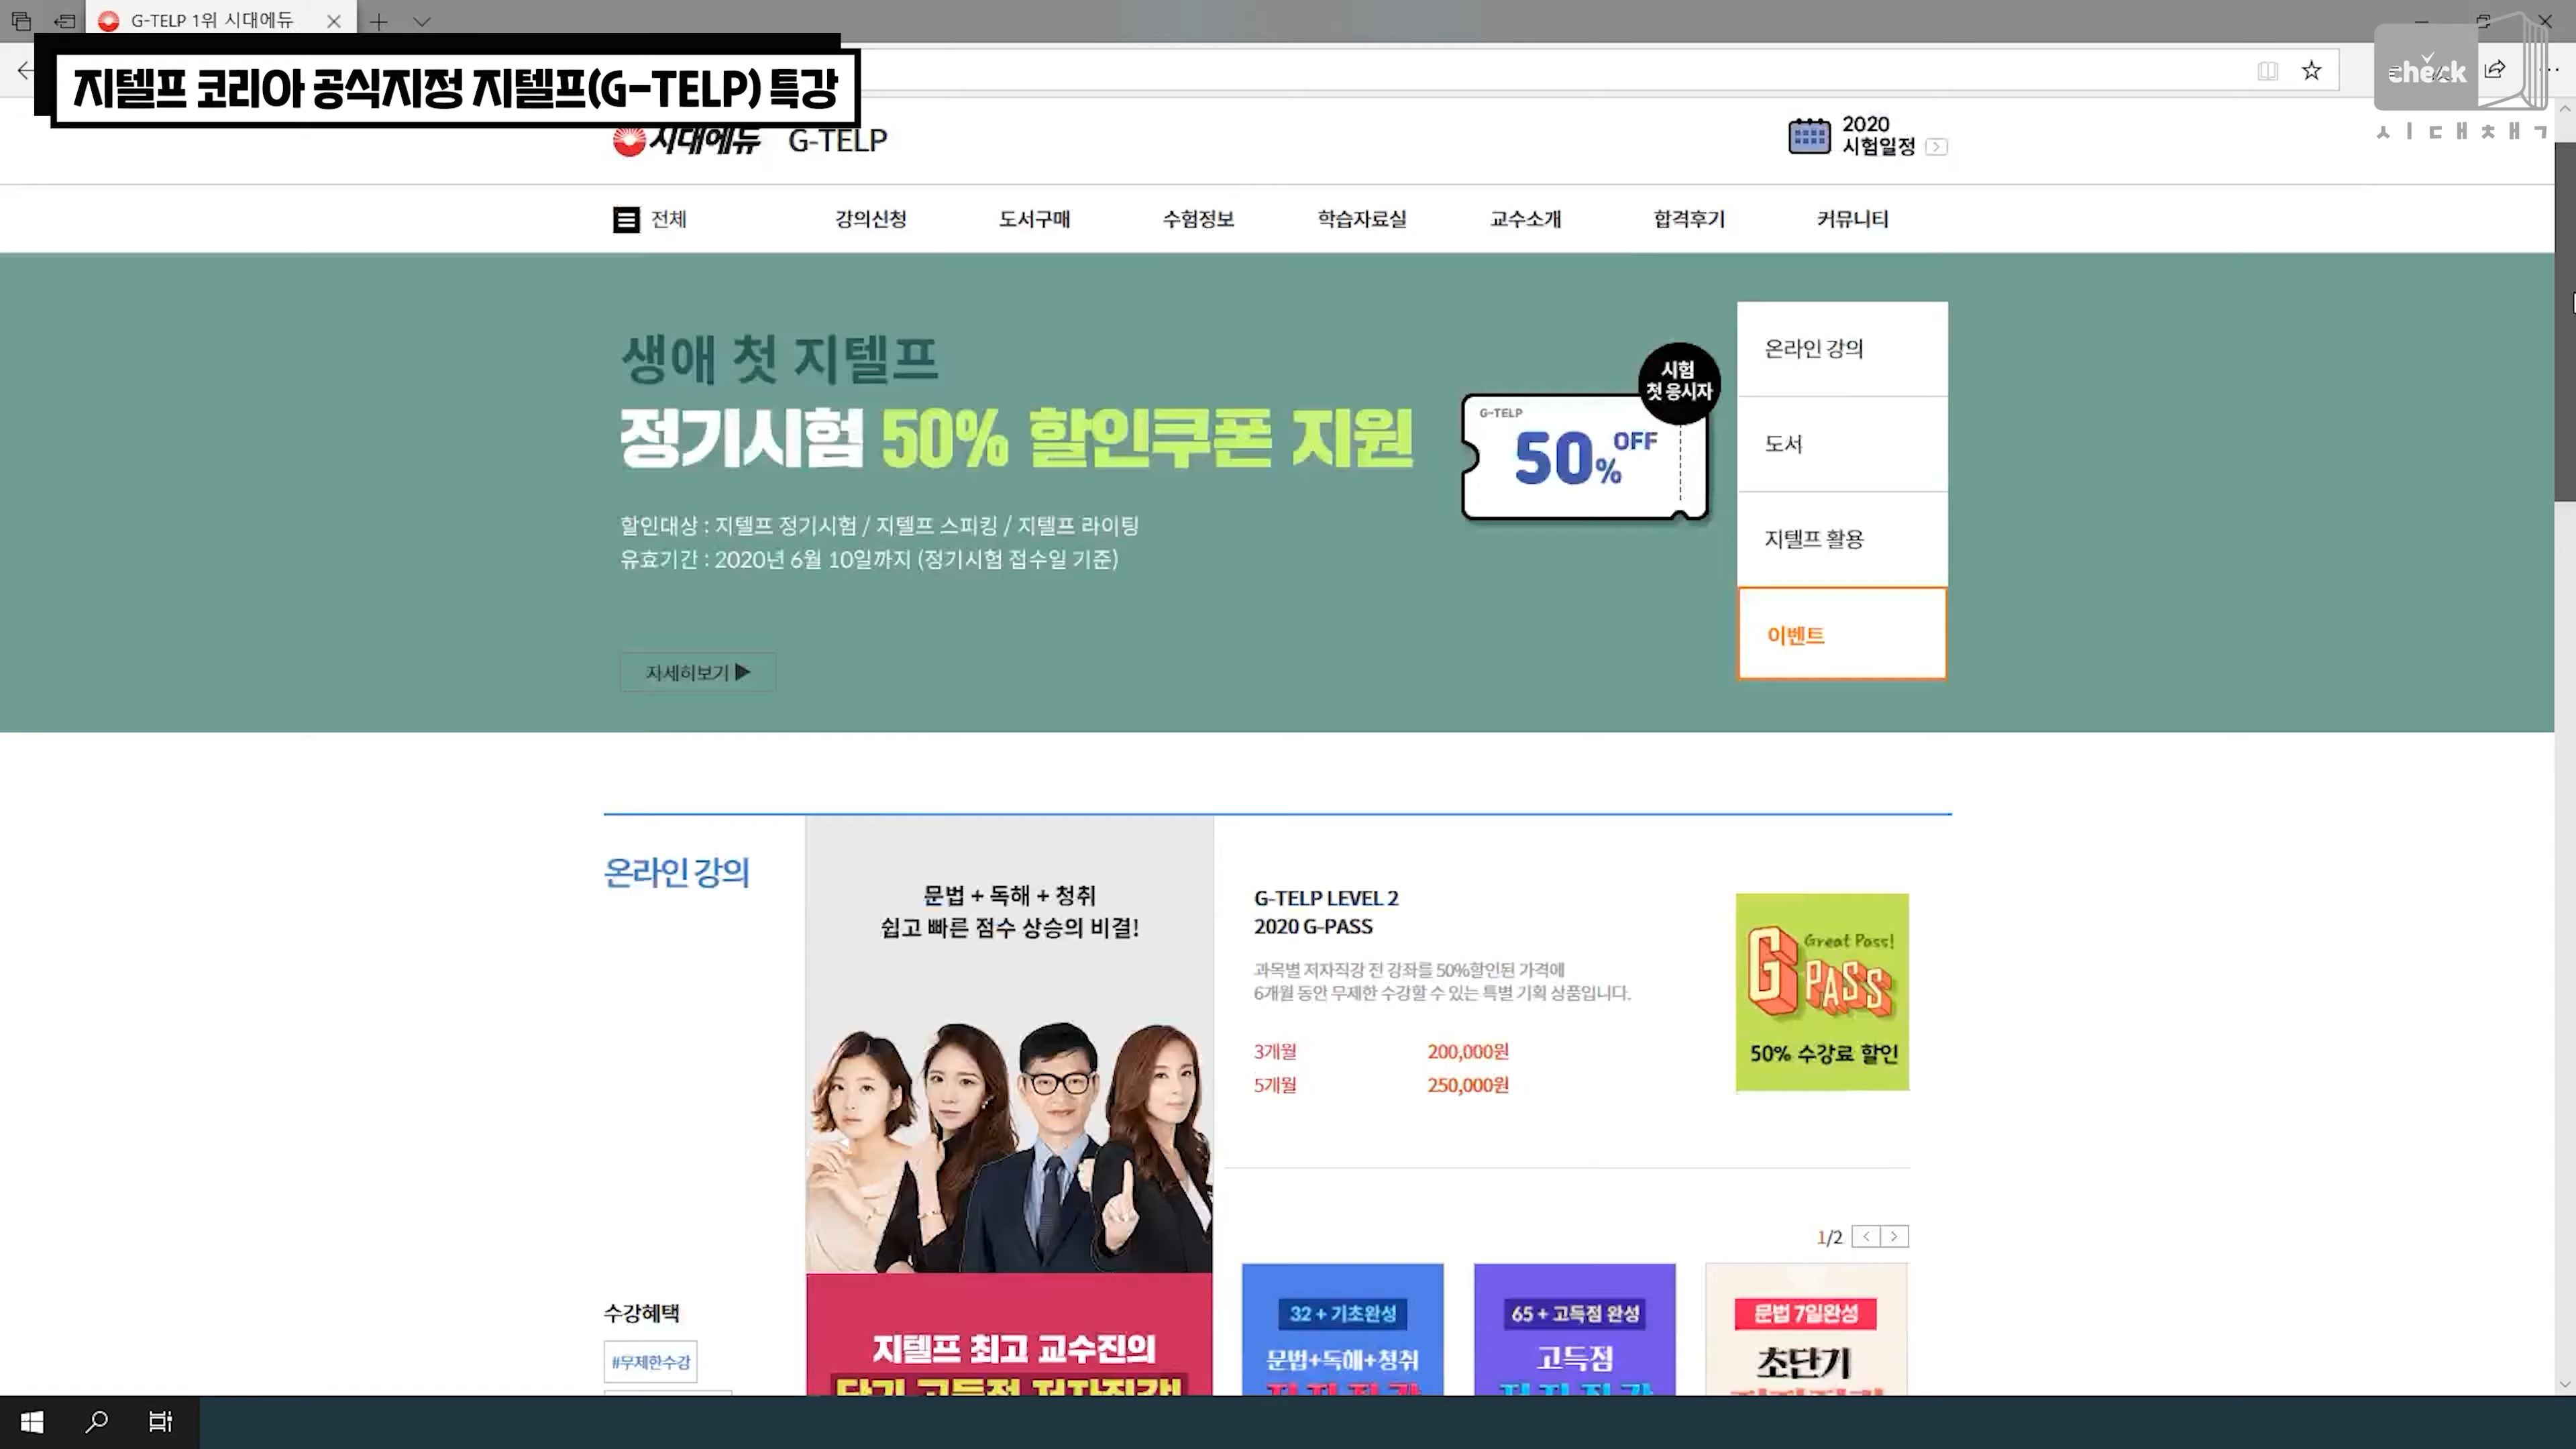 G-TELP 1위 시대에듀
지텔프 코리아 공식지정 지텔프(G-TELP) 특강
check
시대채ㄱ
시대에듀 G-TELP
2020
시험일정
전체 강의신청 도서구매 수험정보 학습자료실 교수소개 합격후기 커뮤니티
생애 첫 지텔프
정기시험 50% 할인쿠폰 지원
할인대상 : 지텔프 정기시험 / 지텔프 스피킹 / 지텔프 라이팅
유효기간 : 2020년 6월 10일까지 (정기시험 접수일 기준)
자세히보기
시험
첫 응시자
G-TELP
50% OFF
온라인 강의
도서
지텔프 활용
이벤트
온라인 강의
문법 + 독해 + 청취
쉽고 빠른 점수 상승의 비결!
G-TELP LEVEL 2
2020 G-PASS
과목별 저자직강 전 강좌를 50%할인된 가격에
6개월 동안 무제한 수강할 수 있는 특별 기획 상품입니다.
3개월 200,000원
5개월 250,000원
Great Pass!
G PASS
50% 수강료 할인
1/2
수강혜택
#무제한수강
지텔프 최고 교수진의
단기 고득점 저자직강!
32 + 기초완성
문법+독해+청취
65 + 고득점 완성
고득점
문법 7일완성
초단기